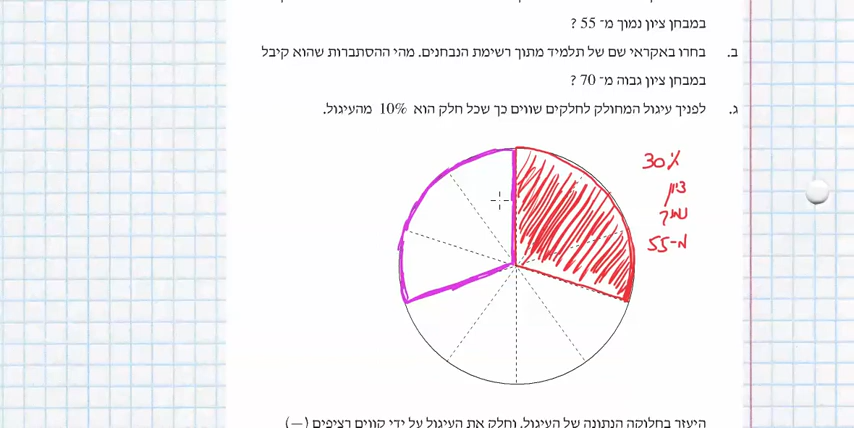 במבחן ציון נמוך מ־ 55 ?
ב. בחרו באקראי שם של תלמיד מתוך רשימת הנבחנים. מהי ההסתברות שהוא קיבל
במבחן ציון גבוה מ־ 70 ?
ג. לפניך עיגול המחולק לחלקים שווים כך שכל חלק הוא 10% מהעיגול.
30%
ציון
נמוך
מ-55
היעזר בחלוקה הנתונה של העיגול, וחלק את העיגול על ידי קווים רציפים (—)